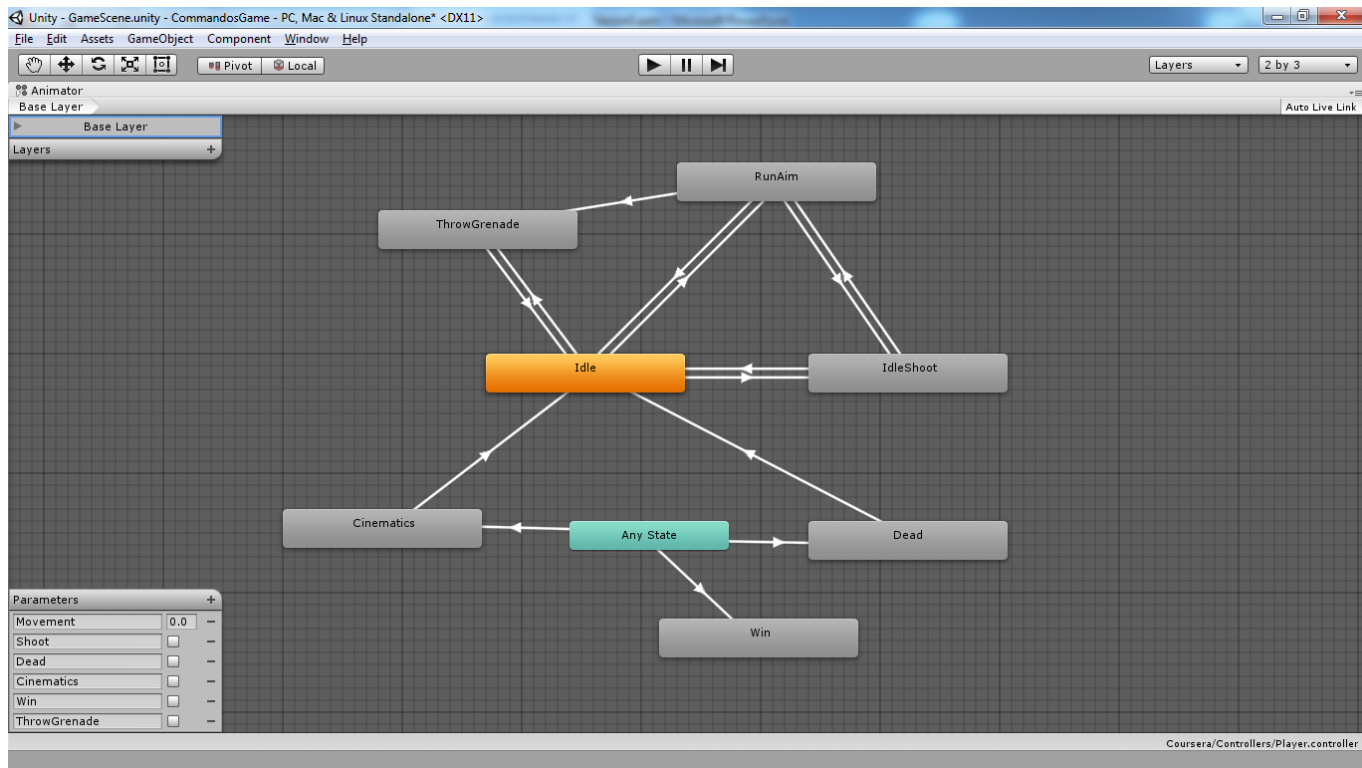 Unity - GameScene.unity - CommandosGame - PC, Mac & Linux Standalone* <DX11>
File Edit Assets GameObject Component Window Help
Pivot Local Layers 2 by 3
Animator
Base Layer Auto Live Link
Base Layer
Layers +
RunAim
ThrowGrenade
Idle IdleShoot
Cinematics Any State Dead
Win
Parameters +
Movement 0.0 -
Shoot -
Dead -
Cinematics -
Win -
ThrowGrenade -
Coursera/Controllers/Player.controller